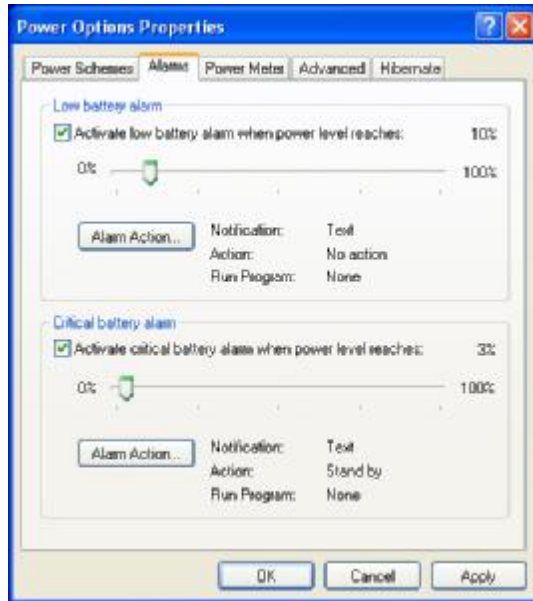 Power Options Properties
Power Schemes Alarms Power Meter Advanced Hibernate
Low battery alarm
Activate low battery alarm when power level reaches: 10%
0% 100%
Alarm Action... Notification: Text
Action: No action
Run Program: None
Critical battery alarm
Activate critical battery alarm when power level reaches: 3%
0% 100%
Alarm Action... Notification: Text
Action: Stand by
Run Program: None
OK Cancel Apply